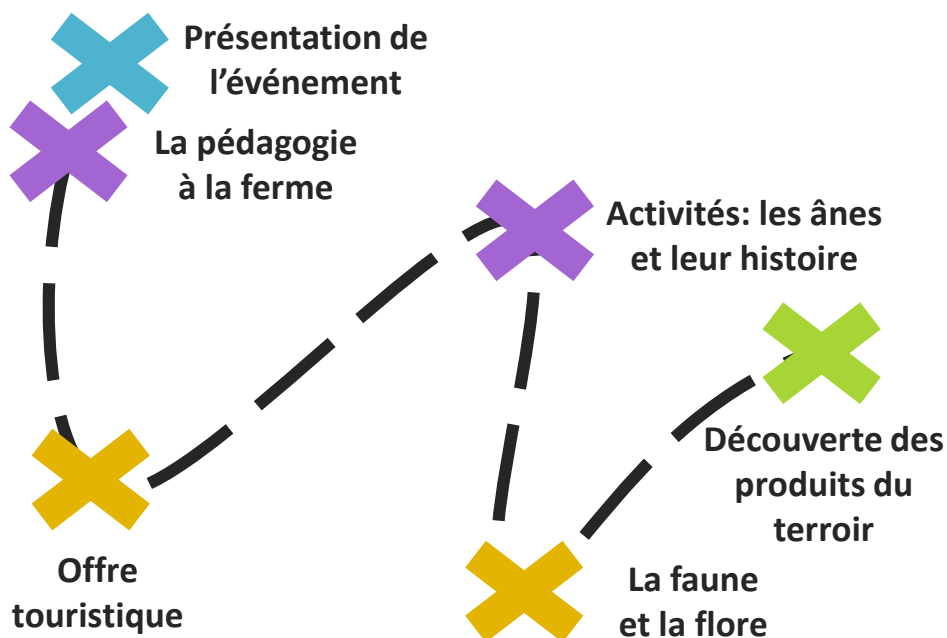 Présentation de
l’événement
La pédagogie
à la ferme
Offre
touristique
Activités: les ânes
et leur histoire
La faune
et la flore
Découverte des
produits du
terroir